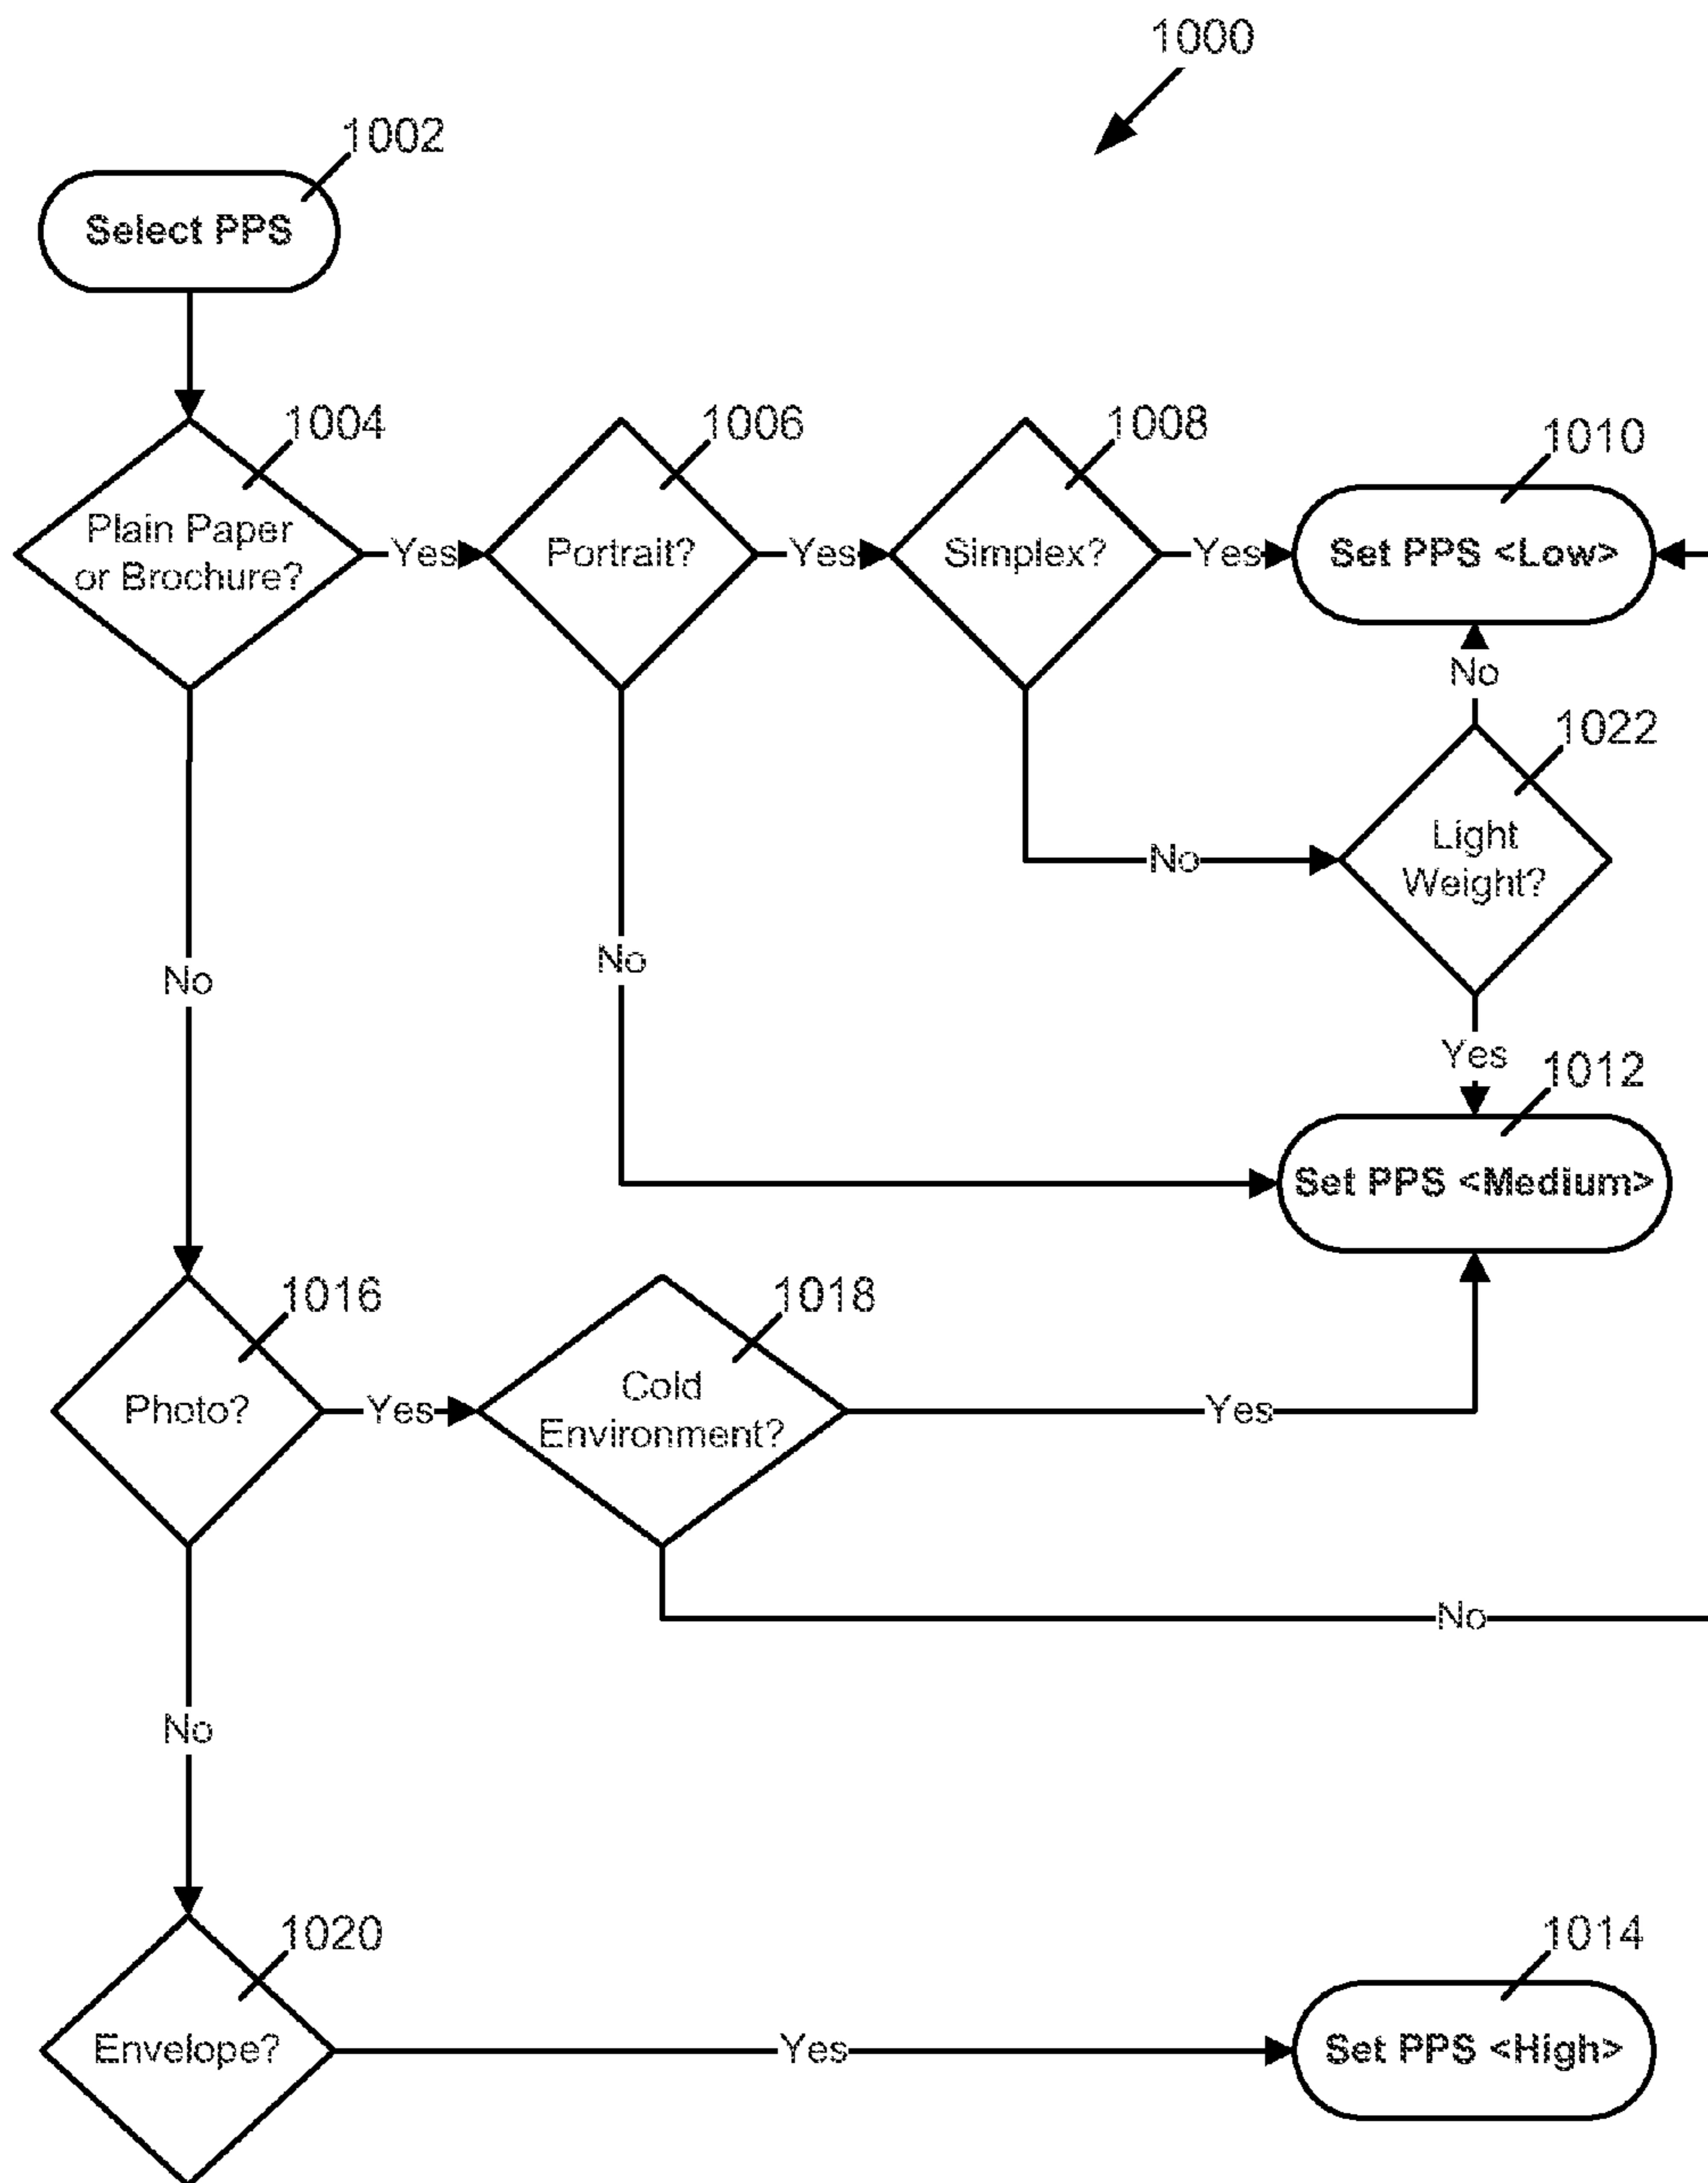 1000
1002
Select PPS
1004
1006
1008
1010
Plain Paper
or Brochure?
Yes
Portrait?
Yes
Simplex?
Yes
Set PPS <Low>
No
1022
Light
Weight?
No
No
No
Yes
1012
Set PPS <Medium>
1016
1018
Photo?
Yes
Cold
Environment?
Yes
No
No
1020
1014
Envelope?
Yes
Set PPS <High>